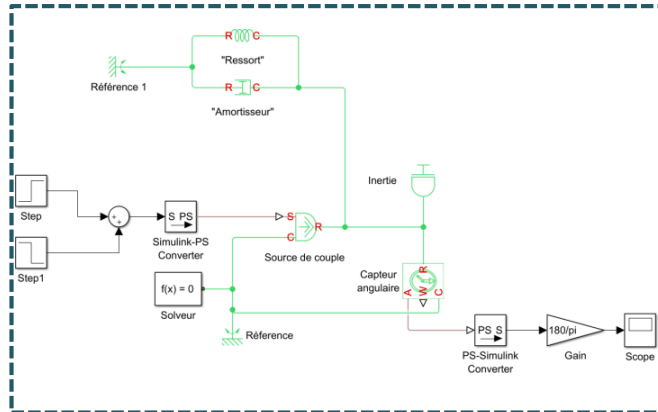 R C
"Ressort"
Référence 1
R C
"Amortisseur"
Inertie
Step
+
+
S PS
Simulink-PS
Converter
S
R
C
Source de couple
Step1
f(x) = 0
Solveur
Capteur
angulaire
R
A W C
Réference
PS S
PS-Simulink
Converter
180/pi
Gain
Scope